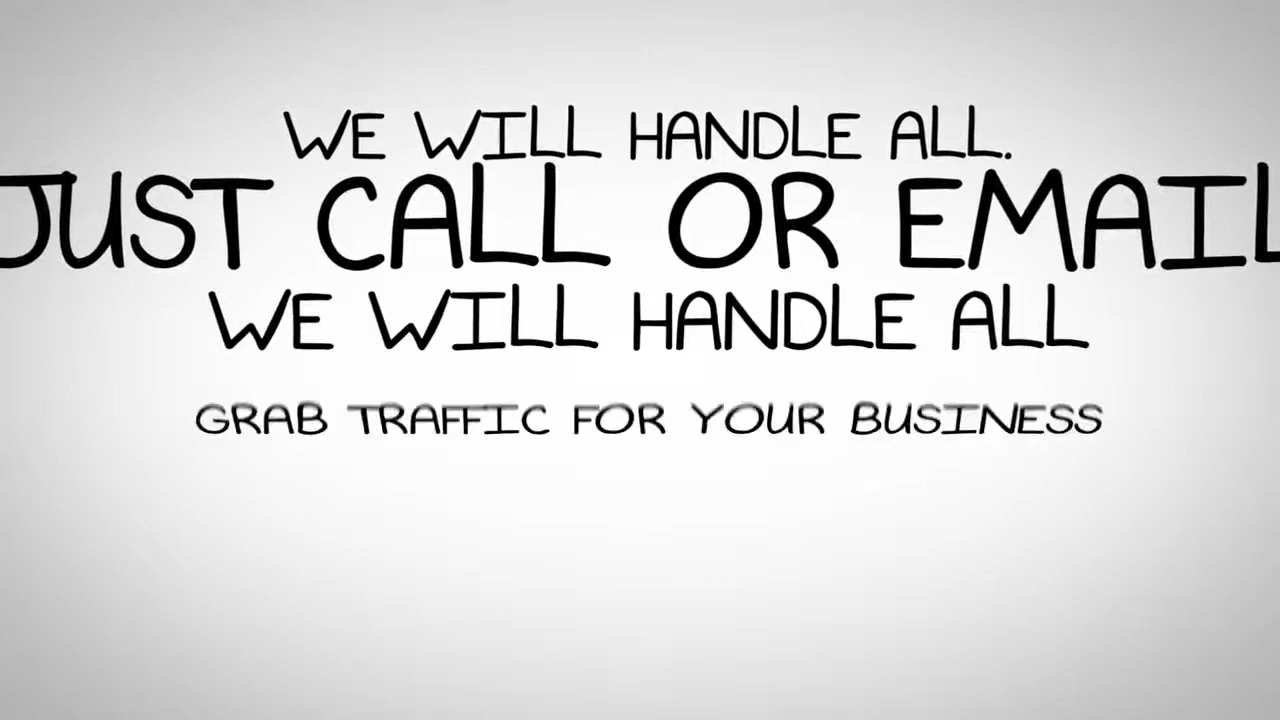 WE WILL HANDLE ALL.
JUST CALL OR EMAIL
WE WILL HANDLE ALL
GRAB TRAFFIC FOR YOUR BUSINESS